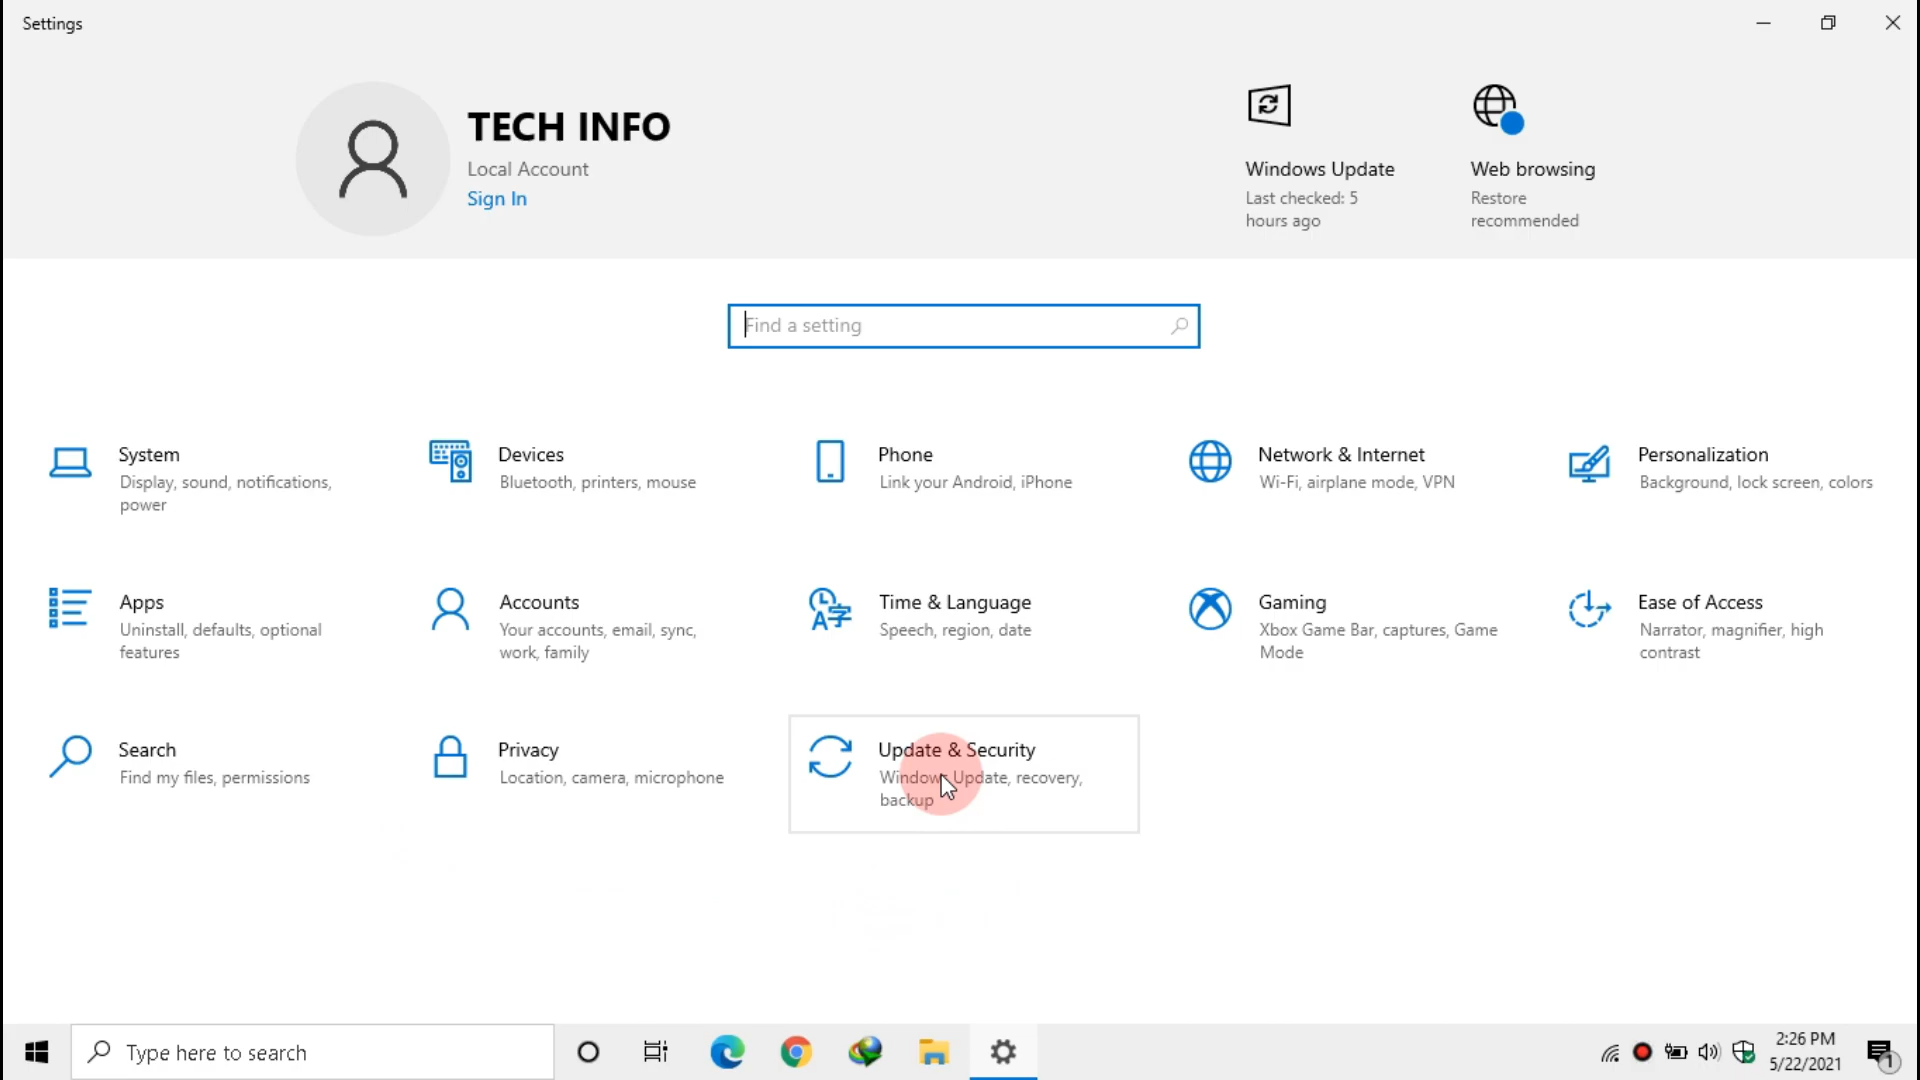 Settings
TECH INFO
Local Account
Sign In
Windows Update
Last checked: 5
hours ago
Web browsing
Restore
recommended
Find a setting
System
Display, sound, notifications,
power
Devices
Bluetooth, printers, mouse
Phone
Link your Android, iPhone
Network & Internet
Wi-Fi, airplane mode, VPN
Personalization
Background, lock screen, colors
Apps
Uninstall, defaults, optional
features
Accounts
Your accounts, email, sync,
work, family
Time & Language
Speech, region, date
Gaming
Xbox Game Bar, captures, Game
Mode
Ease of Access
Narrator, magnifier, high
contrast
Search
Find my files, permissions
Privacy
Location, camera, microphone
Update & Security
Windows Update, recovery,
backup
Type here to search
2:26 PM
5/22/2021
1